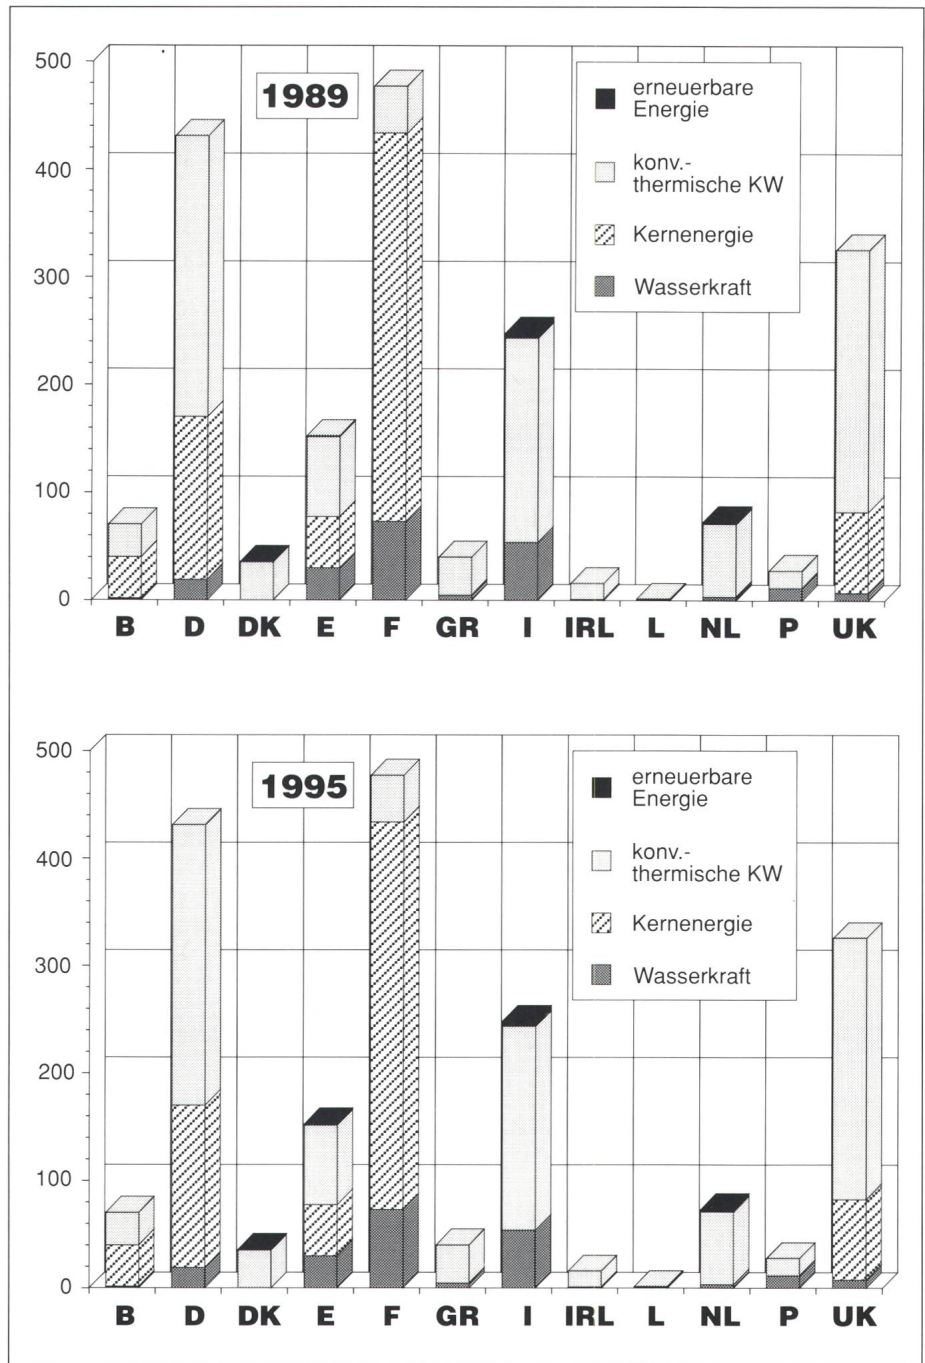 500
400
300
200
100
0
1989
erneuerbare
Energie
konv.-
thermische KW
Kernenergie
Wasserkraft
B D DK E F GR I IRL L NL P UK
500
400
300
200
100
0
1995
erneuerbare
Energie
konv.-
thermische KW
Kernenergie
Wasserkraft
B D DK E F GR I IRL L NL P UK